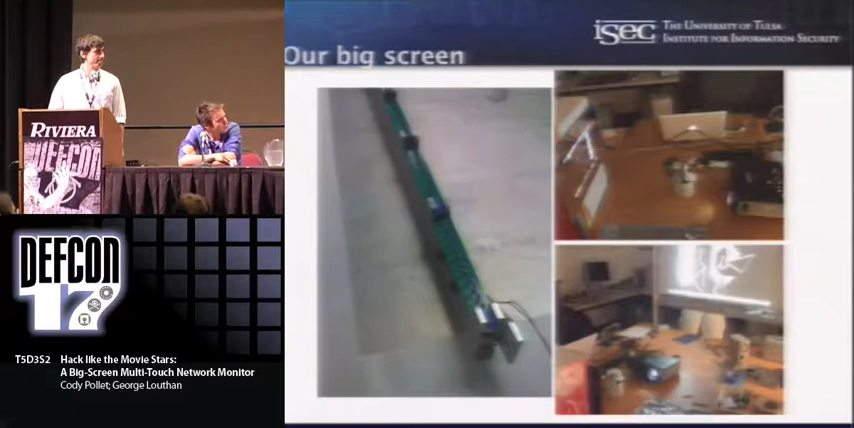 Our big screen
isec THE UNIVERSITY OF TULSA
INSTITUTE FOR INFORMATION SECURITY
RIVIERA
DEFCON
DEFCON
17
T5D3S2 Hack like the Movie Stars:
A Big-Screen Multi-Touch Network Monitor
Cody Pollet; George Louthan